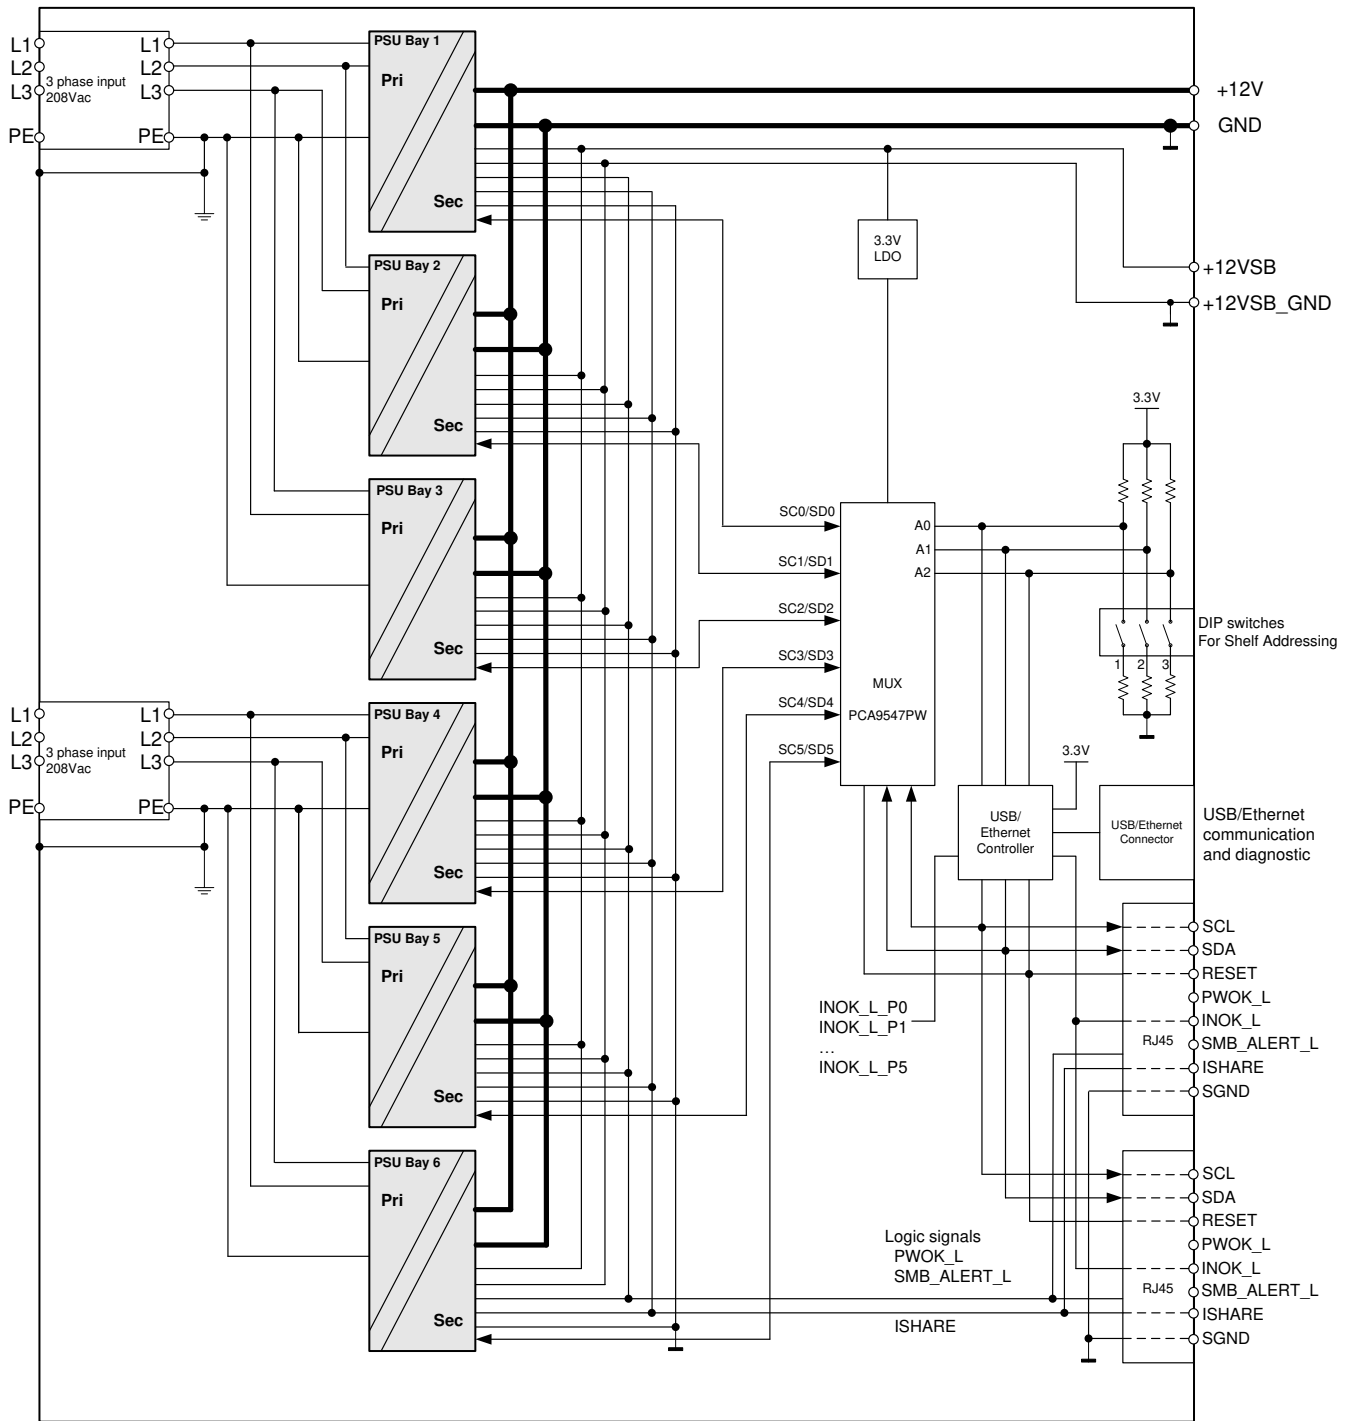 L1
L2
L3
PE
3 phase input
208Vac
L1
L2
L3
PE
PSU Bay 1
Pri
Sec
+12V
GND
3.3V
LDO
+12VSB
+12VSB_GND
PSU Bay 2
Pri
Sec
3.3V
PSU Bay 3
Pri
Sec
SC0/SD0
SC1/SD1
SC2/SD2
SC3/SD3
SC4/SD4
SC5/SD5
A0
A1
A2
MUX
PCA9547PW
DIP switches
For Shelf Addressing
1 2 3
L1
L2
L3
PE
3 phase input
208Vac
L1
L2
L3
PE
PSU Bay 4
Pri
Sec
3.3V
USB/
Ethernet
Controller
USB/Ethernet
Connector
USB/Ethernet
communication
and diagnostic
PSU Bay 5
Pri
Sec
INOK_L_P0
INOK_L_P1
...
INOK_L_P5
RJ45
SCL
SDA
RESET
PWOK_L
INOK_L
SMB_ALERT_L
ISHARE
SGND
PSU Bay 6
Pri
Sec
Logic signals
PWOK_L
SMB_ALERT_L
ISHARE
RJ45
SCL
SDA
RESET
PWOK_L
INOK_L
SMB_ALERT_L
ISHARE
SGND